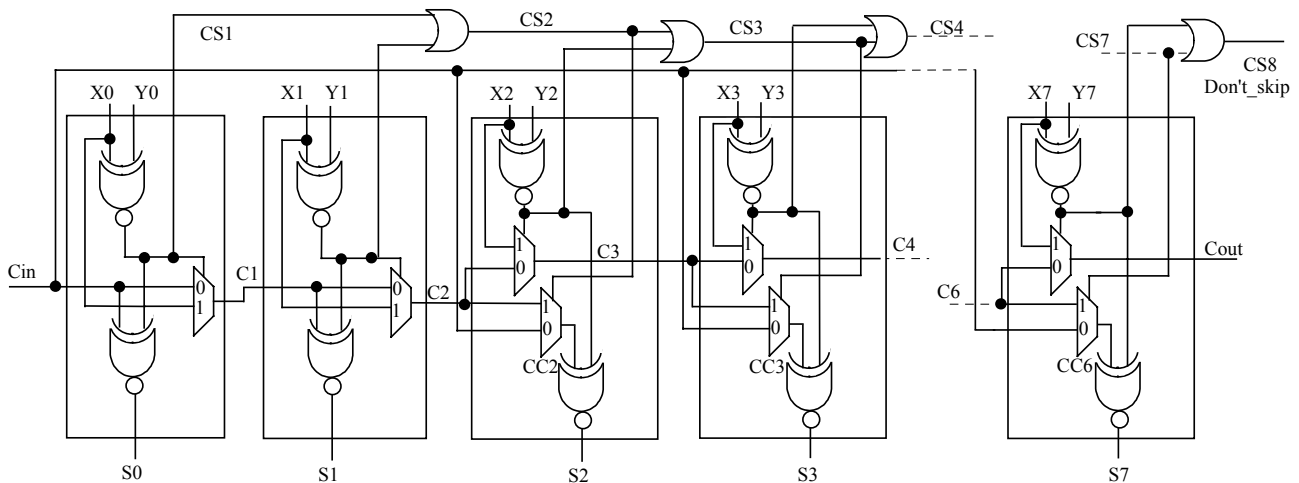 CS1
CS2
CS3
CS4
CS7
CS8
Don't_skip
X0 Y0
X1 Y1
X2 Y2
X3 Y3
X7 Y7
Cin
0
1
C1
0
1
C2
1
0
1
0
CC2
C3
1
0
1
0
CC3
C4
C6
1
0
1
0
CC6
Cout
S0
S1
S2
S3
S7